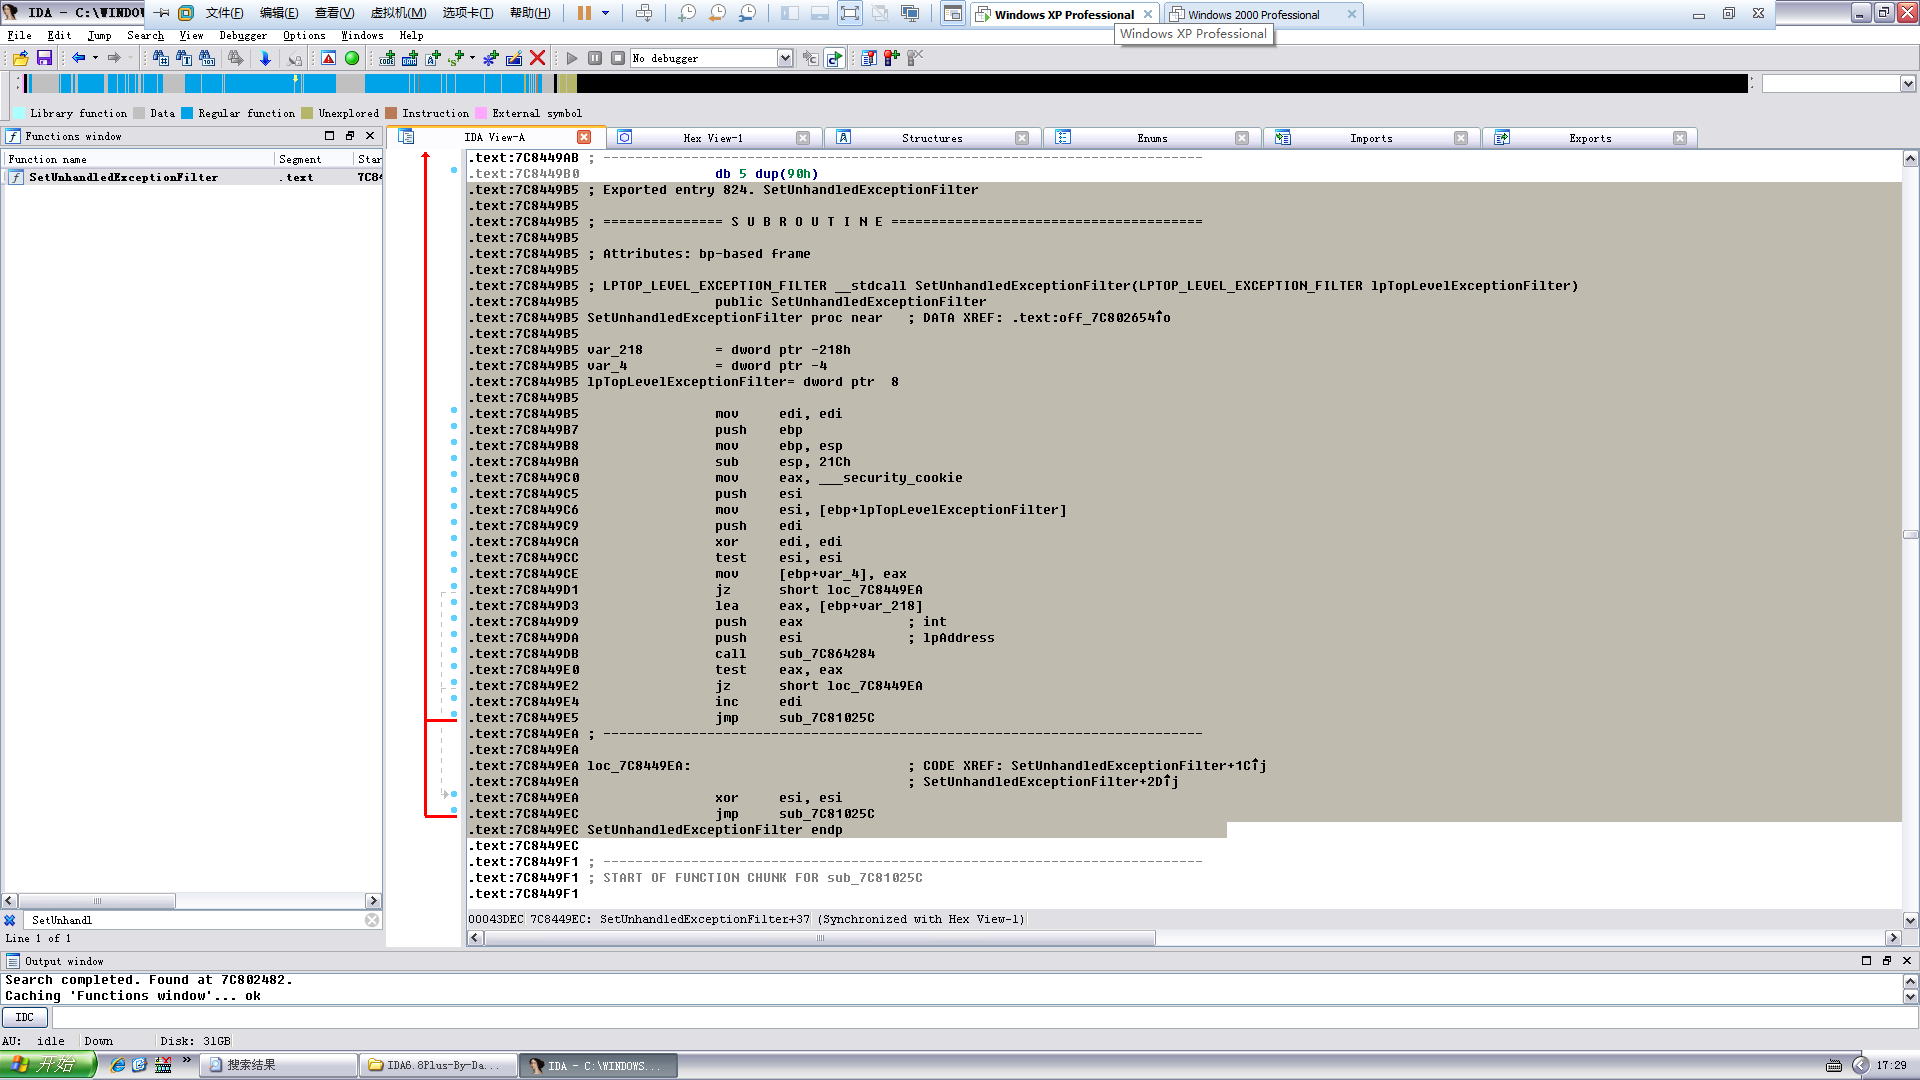 IDA - C:\WINDOW 文件(F) 编辑(E) 查看(V) 虚拟机(M) 选项卡(T) 帮助(H) Windows XP Professional Windows 2000 Professional
Windows XP Professional
File Edit Jump Search View Debugger Options Windows Help
No debugger
Library function Data Regular function Unexplored Instruction External symbol
Functions window
Function name Segment Star
SetUnhandledExceptionFilter .text 7C84
IDA View-A Hex View-1 Structures Enums Imports Exports
.text:7C8449AB ; ---------------------------------------------------------------------------
.text:7C8449B0 db 5 dup(90h)
.text:7C8449B5 ; Exported entry 824. SetUnhandledExceptionFilter
.text:7C8449B5
.text:7C8449B5 ; =============== S U B R O U T I N E =======================================
.text:7C8449B5
.text:7C8449B5 ; Attributes: bp-based frame
.text:7C8449B5
.text:7C8449B5 ; LPTOP_LEVEL_EXCEPTION_FILTER __stdcall SetUnhandledExceptionFilter(LPTOP_LEVEL_EXCEPTION_FILTER lpTopLevelExceptionFilter)
.text:7C8449B5 public SetUnhandledExceptionFilter
.text:7C8449B5 SetUnhandledExceptionFilter proc near ; DATA XREF: .text:off_7C802654↑o
.text:7C8449B5
.text:7C8449B5 var_218 = dword ptr -218h
.text:7C8449B5 var_4 = dword ptr -4
.text:7C8449B5 lpTopLevelExceptionFilter= dword ptr 8
.text:7C8449B5
.text:7C8449B5 mov edi, edi
.text:7C8449B7 push ebp
.text:7C8449B8 mov ebp, esp
.text:7C8449BA sub esp, 21Ch
.text:7C8449C0 mov eax, ___security_cookie
.text:7C8449C5 push esi
.text:7C8449C6 mov esi, [ebp+lpTopLevelExceptionFilter]
.text:7C8449C9 push edi
.text:7C8449CA xor edi, edi
.text:7C8449CC test esi, esi
.text:7C8449CE mov [ebp+var_4], eax
.text:7C8449D1 jz short loc_7C8449EA
.text:7C8449D3 lea eax, [ebp+var_218]
.text:7C8449D9 push eax ; int
.text:7C8449DA push esi ; lpAddress
.text:7C8449DB call sub_7C864284
.text:7C8449E0 test eax, eax
.text:7C8449E2 jz short loc_7C8449EA
.text:7C8449E4 inc edi
.text:7C8449E5 jmp sub_7C81025C
.text:7C8449EA ; ---------------------------------------------------------------------------
.text:7C8449EA
.text:7C8449EA loc_7C8449EA: ; CODE XREF: SetUnhandledExceptionFilter+1C↑j
.text:7C8449EA ; SetUnhandledExceptionFilter+2D↑j
.text:7C8449EA xor esi, esi
.text:7C8449EC jmp sub_7C81025C
.text:7C8449EC SetUnhandledExceptionFilter endp
.text:7C8449EC
.text:7C8449F1 ; ---------------------------------------------------------------------------
.text:7C8449F1 ; START OF FUNCTION CHUNK FOR sub_7C81025C
.text:7C8449F1
00043DEC 7C8449EC: SetUnhandledExceptionFilter+37 (Synchronized with Hex View-1)
SetUnhandl
Line 1 of 1
Output window
Search completed. Found at 7C802482.
Caching 'Functions window'... ok
IDC
AU: idle Down Disk: 31GB
开始 搜索结果 IDA6.8Plus-By-Da... IDA - C:\WINDOWS... 17:29